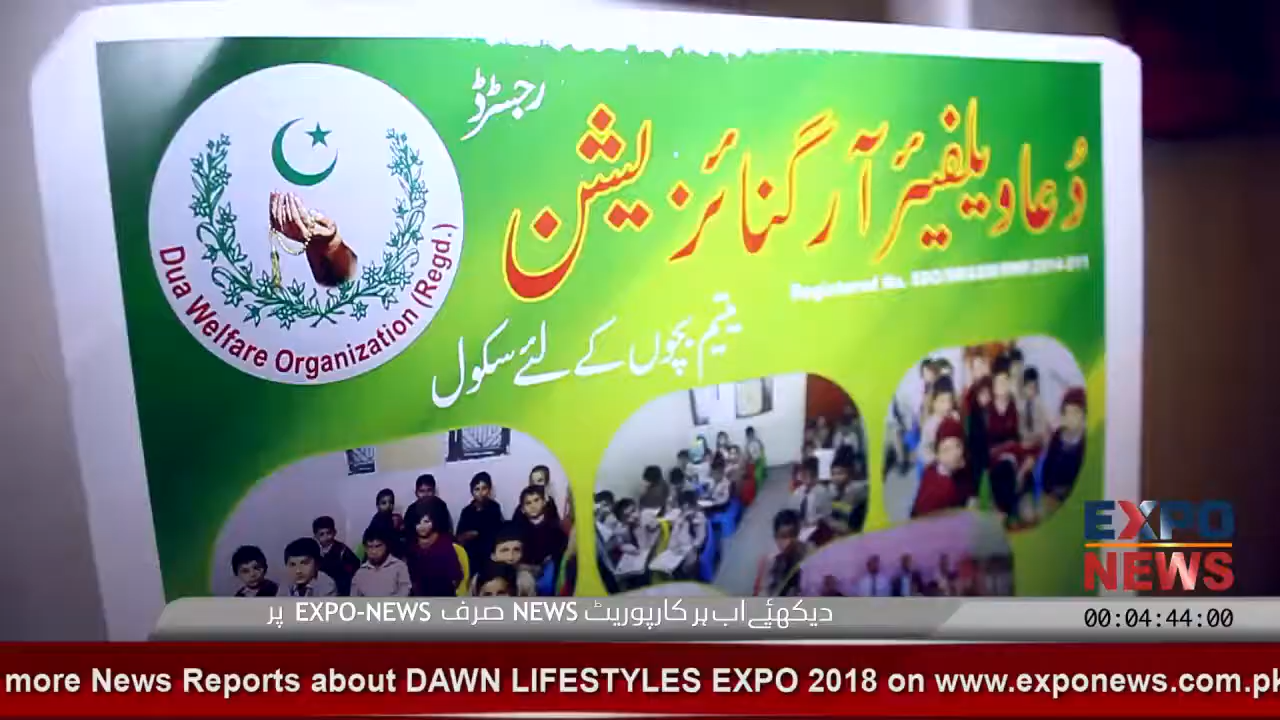 رجسٹرڈ
دُعا ویلفیئر آرگنائزیشن
Dua Welfare Organization (Regd.)
Registered No.
یتیم بچوں کے لئے سکول
EXPO
NEWS
دیکھئے اب ہر کارپوریٹ NEWS صرف EXPO-NEWS پر
00:04:44:00
more News Reports about DAWN LIFESTYLES EXPO 2018 on www.exponews.com.pk